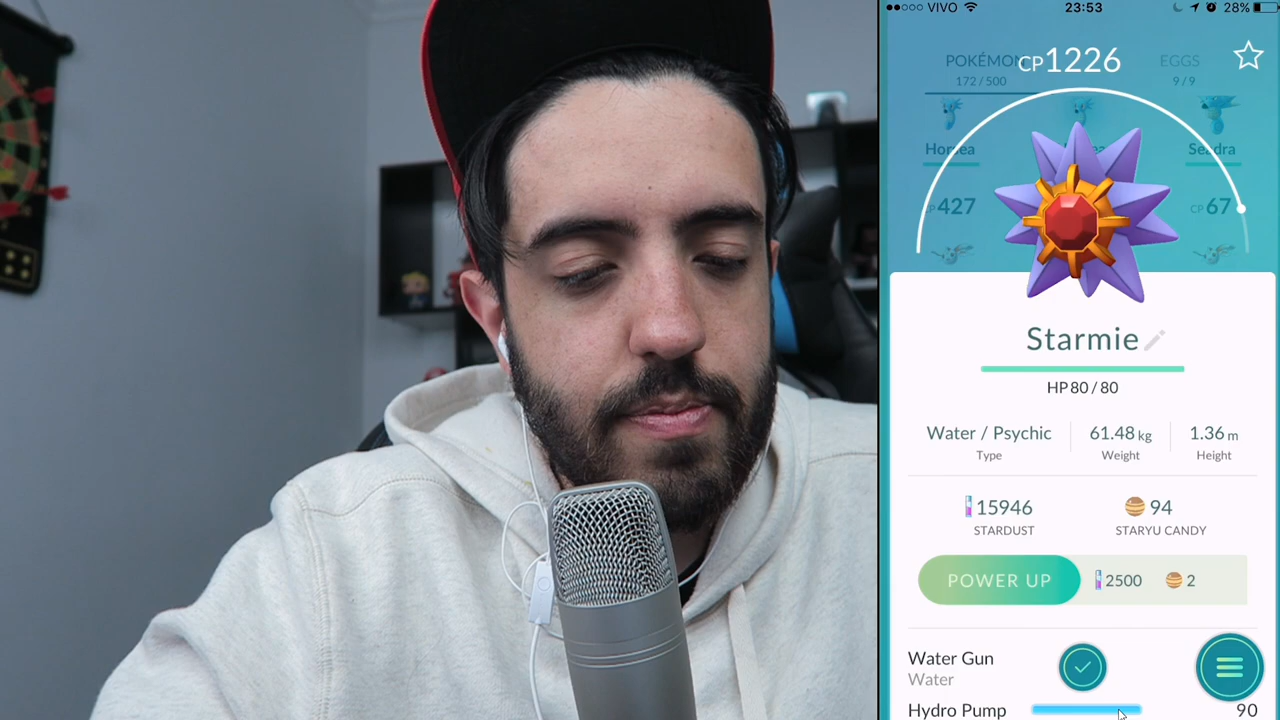 VIVO 23:53 28%
POKÉMON EGGS
CP1226
172 / 500 9 / 9
Horsea Seadra
CP427 CP67
Starmie
HP 80 / 80
Water / Psychic 61.48 kg 1.36 m
Type Weight Height
15946 94
STARDUST STARYU CANDY
POWER UP 2500 2
Water Gun
Water
Hydro Pump 90